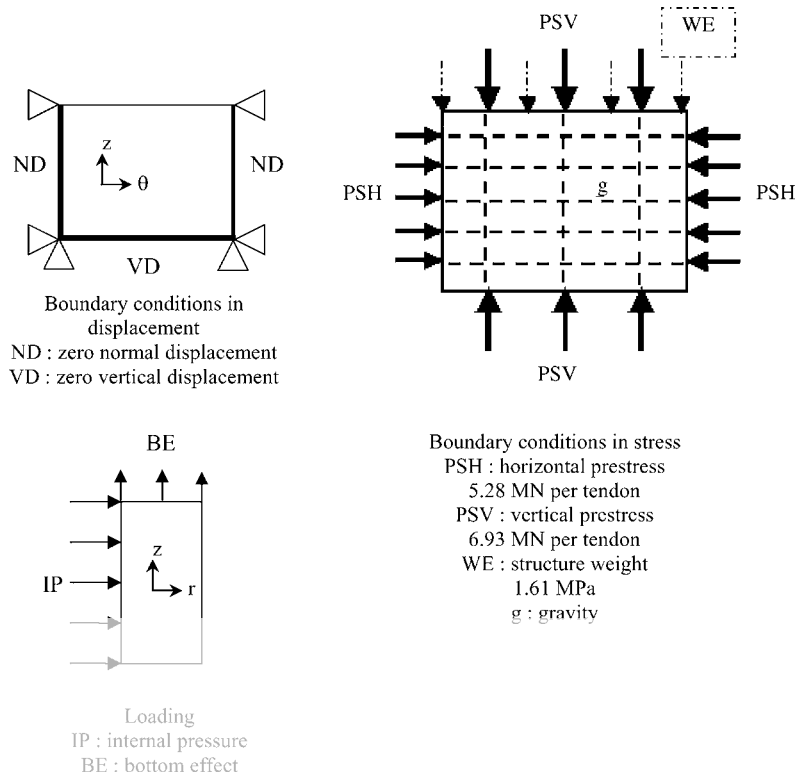 ND
z
θ
ND
VD
Boundary conditions in
displacement
ND : zero normal displacement
VD : zero vertical displacement
PSV
WE
PSH
g
PSH
PSV
Boundary conditions in stress
PSH : horizontal prestress
5.28 MN per tendon
PSV : vertical prestress
6.93 MN per tendon
WE : structure weight
1.61 MPa
g : gravity
BE
z
IP
r
Loading
IP : internal pressure
BE : bottom effect